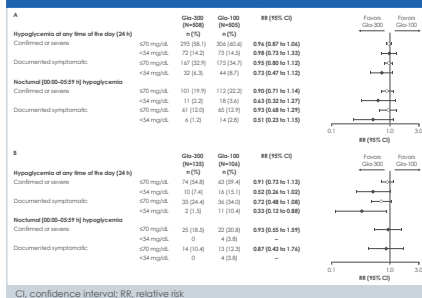 A
Gla-300 Gla-100 RR (95% CI) Favors Favors
(N=508) (N=505) Gla-300 Gla-100
Hypoglycemia at any time of the day (24 h) n (%) n (%)
Confirmed or severe ≤70 mg/dL 295 (58.1) 306 (60.6) 0.96 (0.87 to 1.06)
<54 mg/dL 72 (14.2) 73 (14.5) 0.98 (0.73 to 1.33)
Documented symptomatic ≤70 mg/dL 167 (32.9) 175 (34.7) 0.95 (0.80 to 1.12)
<54 mg/dL 32 (6.3) 44 (8.7) 0.73 (0.47 to 1.12)
Nocturnal [00:00–05:59 h] hypoglycemia
Confirmed or severe ≤70 mg/dL 101 (19.9) 112 (22.2) 0.90 (0.71 to 1.14)
<54 mg/dL 11 (2.2) 18 (3.6) 0.63 (0.32 to 1.27)
Documented symptomatic ≤70 mg/dL 61 (12.0) 65 (12.9) 0.93 (0.68 to 1.29)
<54 mg/dL 6 (1.2) 14 (2.8) 0.51 (0.23 to 1.15)
0.1 1.0 3.0
RR (95% CI)
B
Gla-300 Gla-100 RR (95% CI) Favors Favors
(N=135) (N=106) Gla-300 Gla-100
n (%) n (%)
Hypoglycemia at any time of the day (24 h)
Confirmed or severe ≤70 mg/dL 74 (54.8) 63 (59.4) 0.91 (0.73 to 1.13)
<54 mg/dL 10 (7.4) 16 (15.1) 0.52 (0.26 to 1.02)
Documented symptomatic ≤70 mg/dL 33 (24.4) 36 (34.0) 0.72 (0.48 to 1.08)
<54 mg/dL 2 (1.5) 11 (10.4) 0.33 (0.12 to 0.88)
Nocturnal [00:00–05:59 h] hypoglycemia
Confirmed or severe ≤70 mg/dL 25 (18.5) 22 (20.8) 0.93 (0.55 to 1.59)
<54 mg/dL 0 4 (3.8) –
Documented symptomatic ≤70 mg/dL 14 (10.4) 13 (12.3) 0.87 (0.43 to 1.76)
<54 mg/dL 0 4 (3.8) –
0.1 1.0 3.0
RR (95% CI)
CI, confidence interval; RR, relative risk